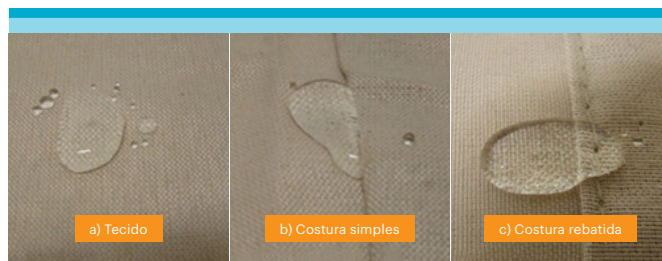 a) Tecido
b) Costura simples
c) Costura rebatida